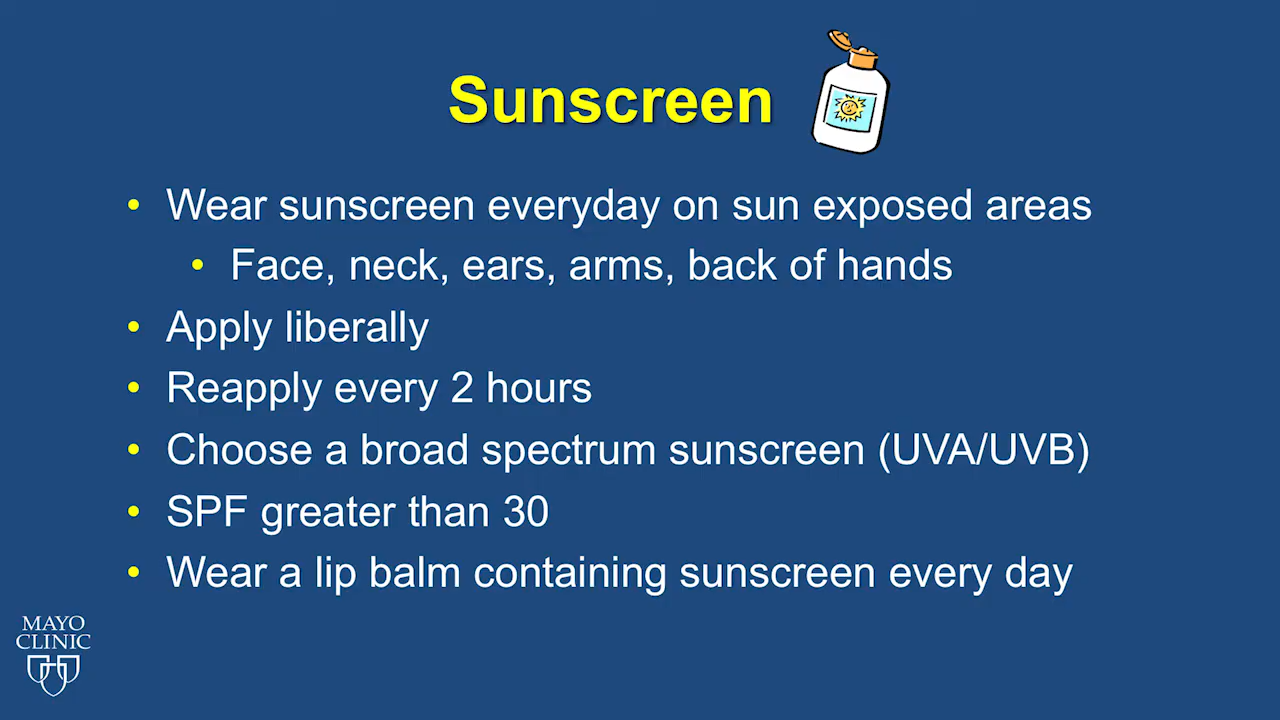 Sunscreen
• Wear sunscreen everyday on sun exposed areas
• Face, neck, ears, arms, back of hands
• Apply liberally
• Reapply every 2 hours
• Choose a broad spectrum sunscreen (UVA/UVB)
• SPF greater than 30
• Wear a lip balm containing sunscreen every day
MAYO
CLINIC